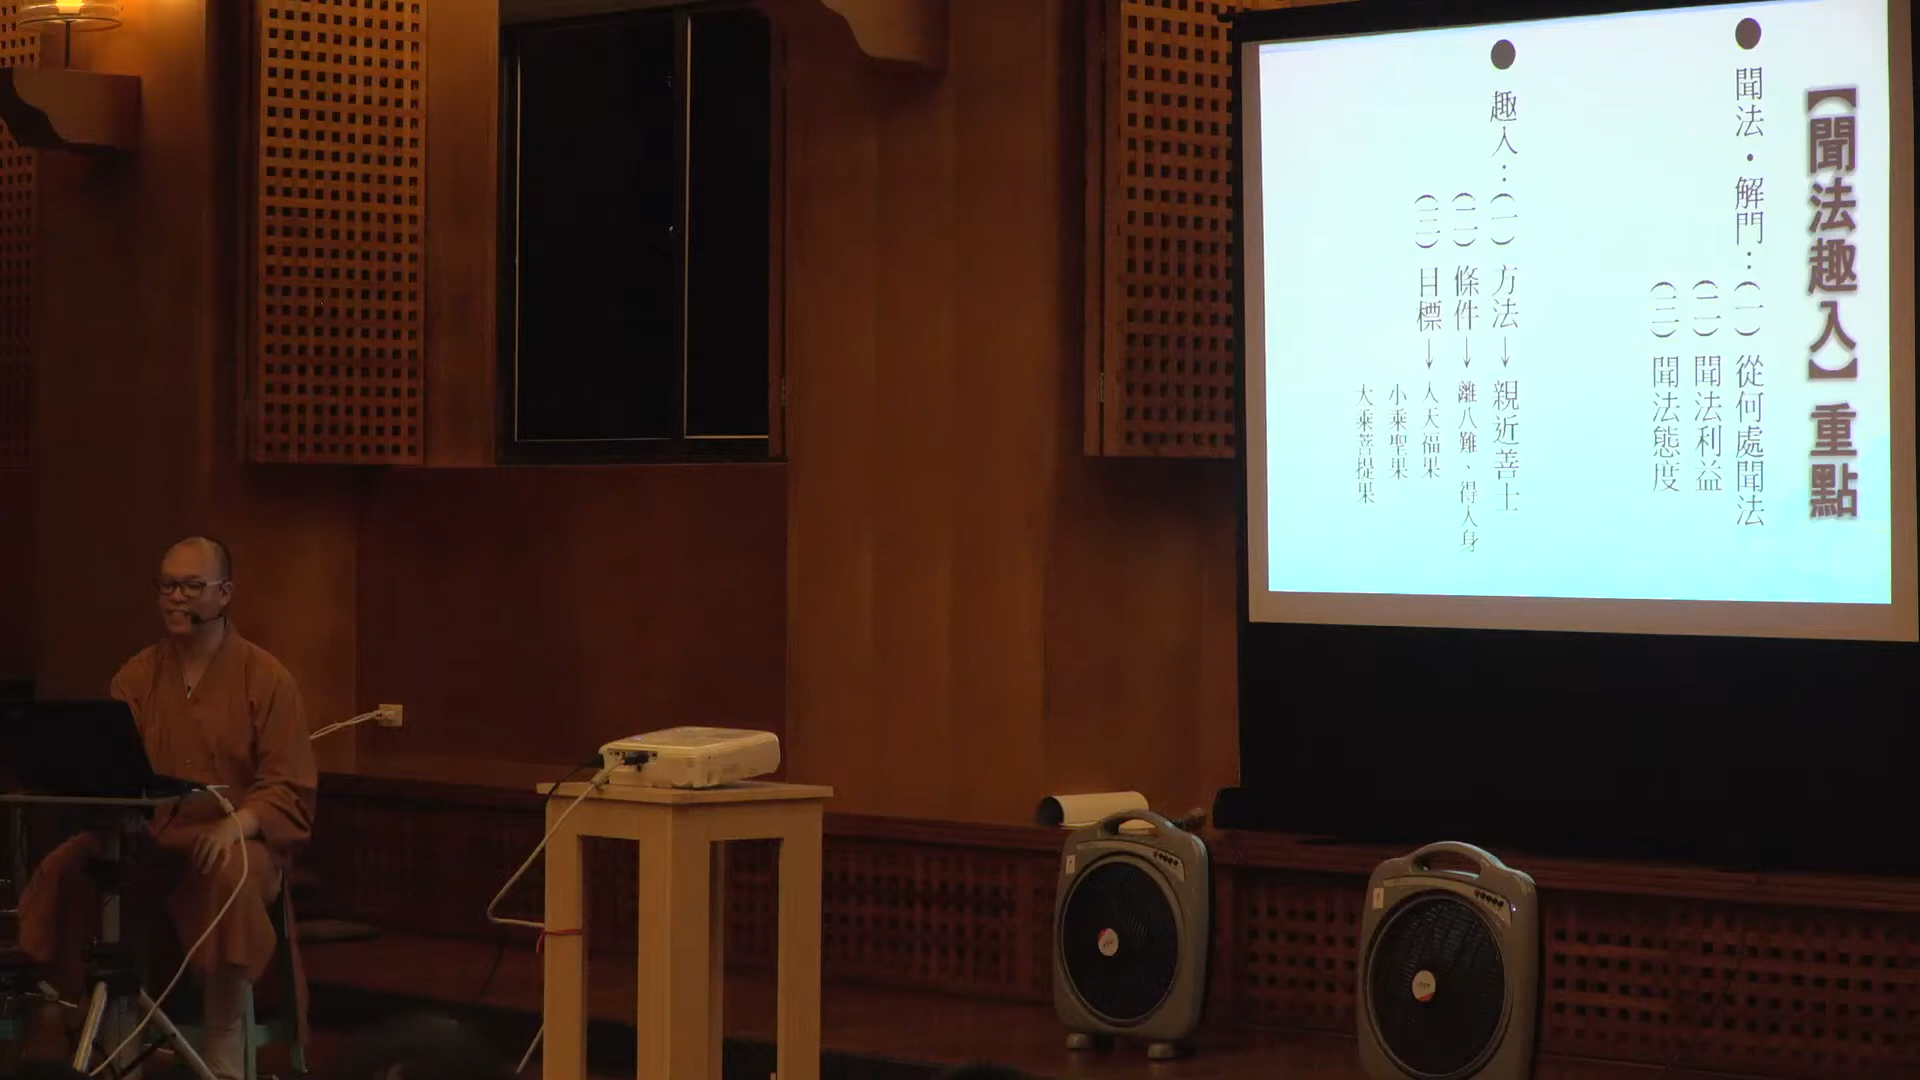 【聞法趣入】重點
●聞法・解門：(一) 從何處聞法
(二) 聞法利益
(三) 聞法態度
●趣入：(一) 方法→親近善士
(二) 條件→離八難、得人身
(三) 目標→人天福果
小乘聖果
大乘菩提果